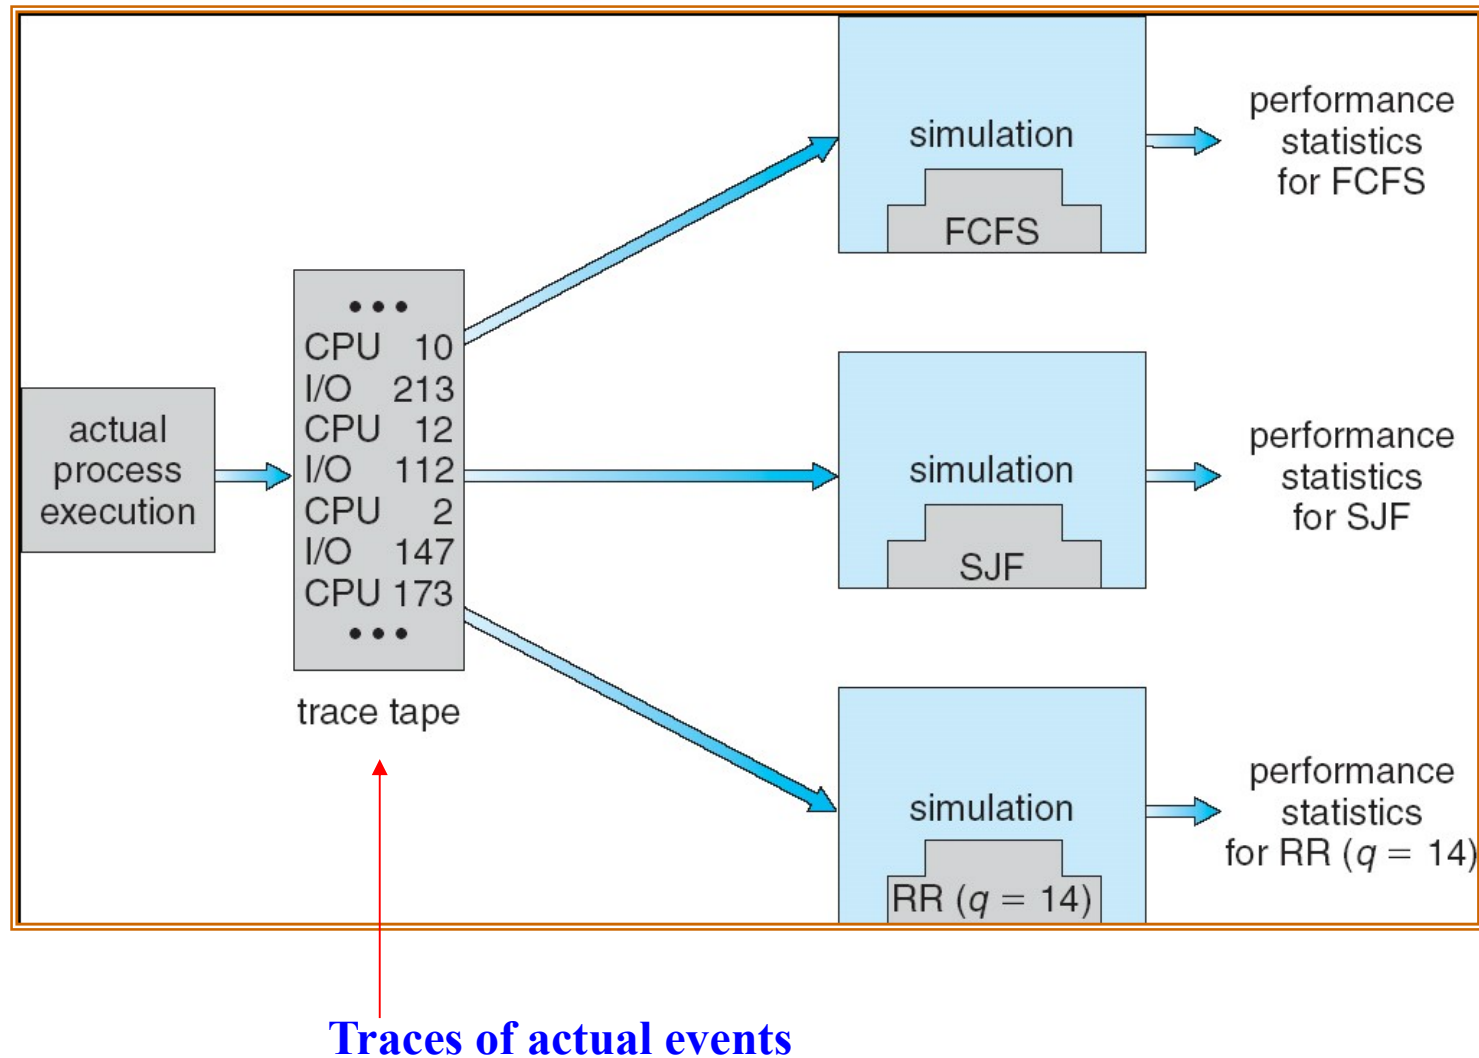 actual
process
execution
• • •
CPU 10
I/O 213
CPU 12
I/O 112
CPU 2
I/O 147
CPU 173
• • •
trace tape
simulation
FCFS
performance
statistics
for FCFS
simulation
SJF
performance
statistics
for SJF
simulation
RR (q = 14)
performance
statistics
for RR (q = 14)
Traces of actual events